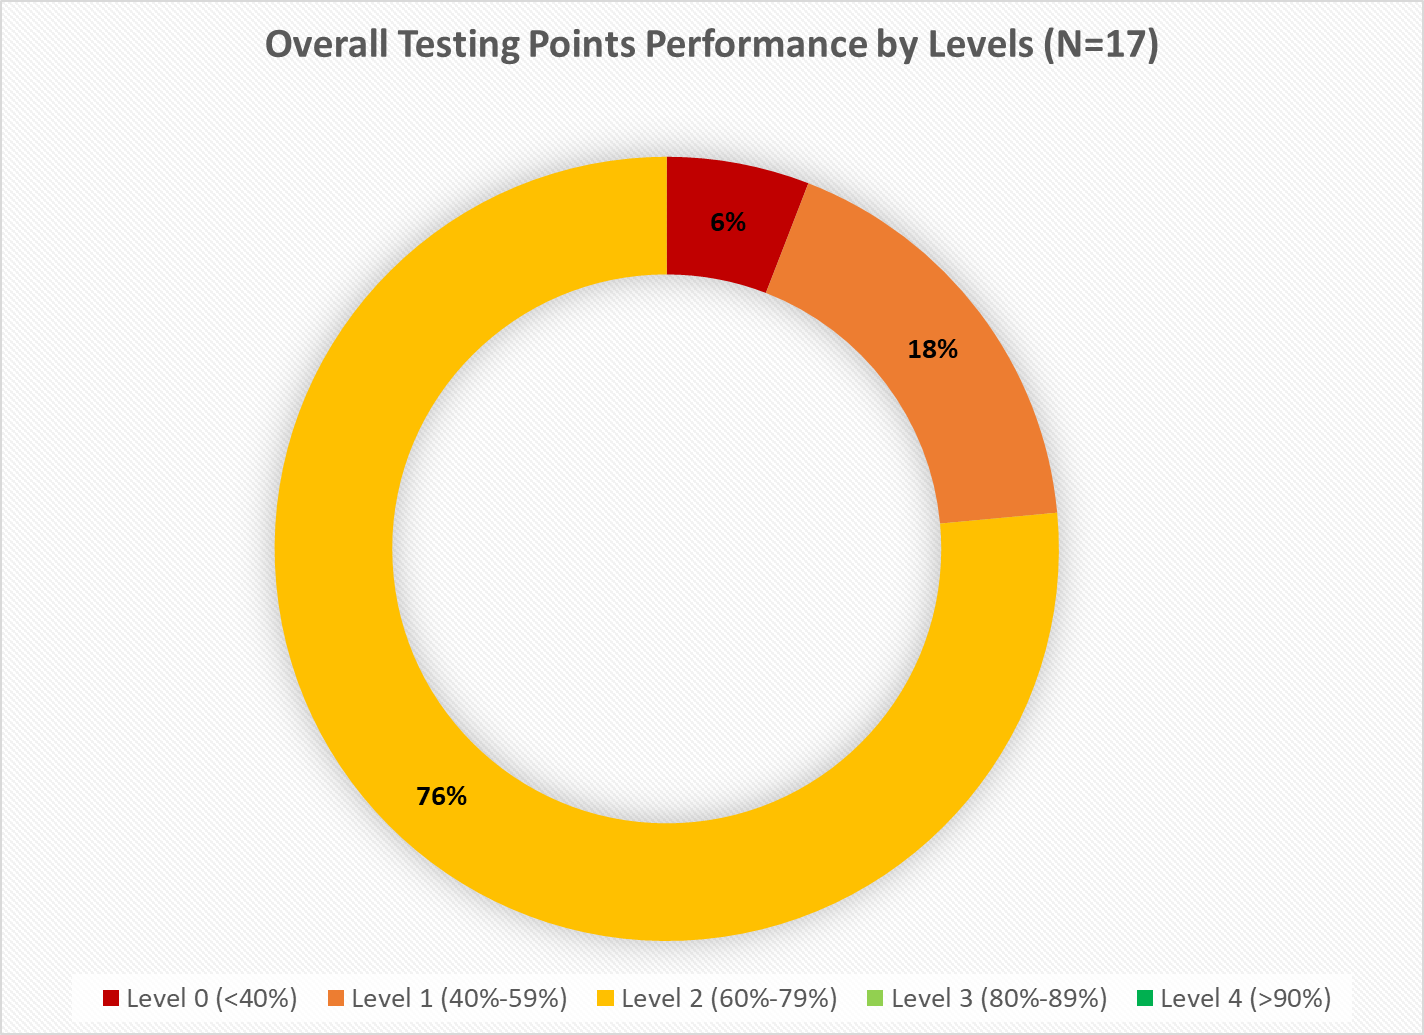 Overall Testing Points Performance by Levels (N=17)
6%
18%
76%
Level 0 (<40%) Level 1 (40%-59%) Level 2 (60%-79%) Level 3 (80%-89%) Level 4 (>90%)